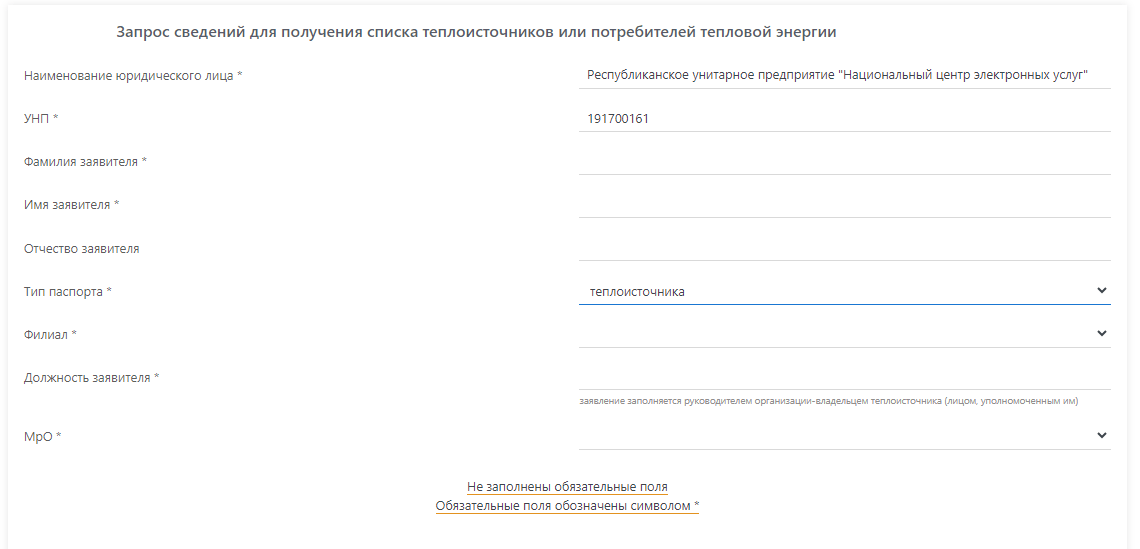 Запрос сведений для получения списка теплоисточников или потребителей тепловой энергии
Наименование юридического лица * Республиканское унитарное предприятие "Национальный центр электронных услуг"
УНП * 191700161
Фамилия заявителя *
Имя заявителя *
Отчество заявителя
Тип паспорта * теплоисточника
Филиал *
Должность заявителя *
заявление заполняется руководителем организации-владельцем теплоисточника (лицом, уполномоченным им)
МрО *
Не заполнены обязательные поля
Обязательные поля обозначены символом *